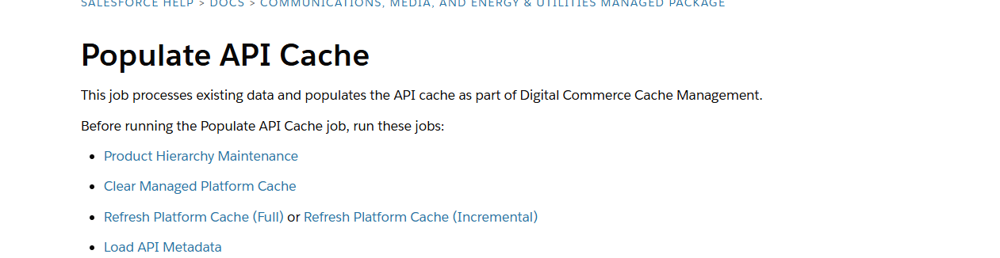 SALESFORCE HELP > DOCS > COMMUNICATIONS, MEDIA, AND ENERGY & UTILITIES MANAGED PACKAGE
Populate API Cache
This job processes existing data and populates the API cache as part of Digital Commerce Cache Management.
Before running the Populate API Cache job, run these jobs:
• Product Hierarchy Maintenance
• Clear Managed Platform Cache
• Refresh Platform Cache (Full) or Refresh Platform Cache (Incremental)
• Load API Metadata